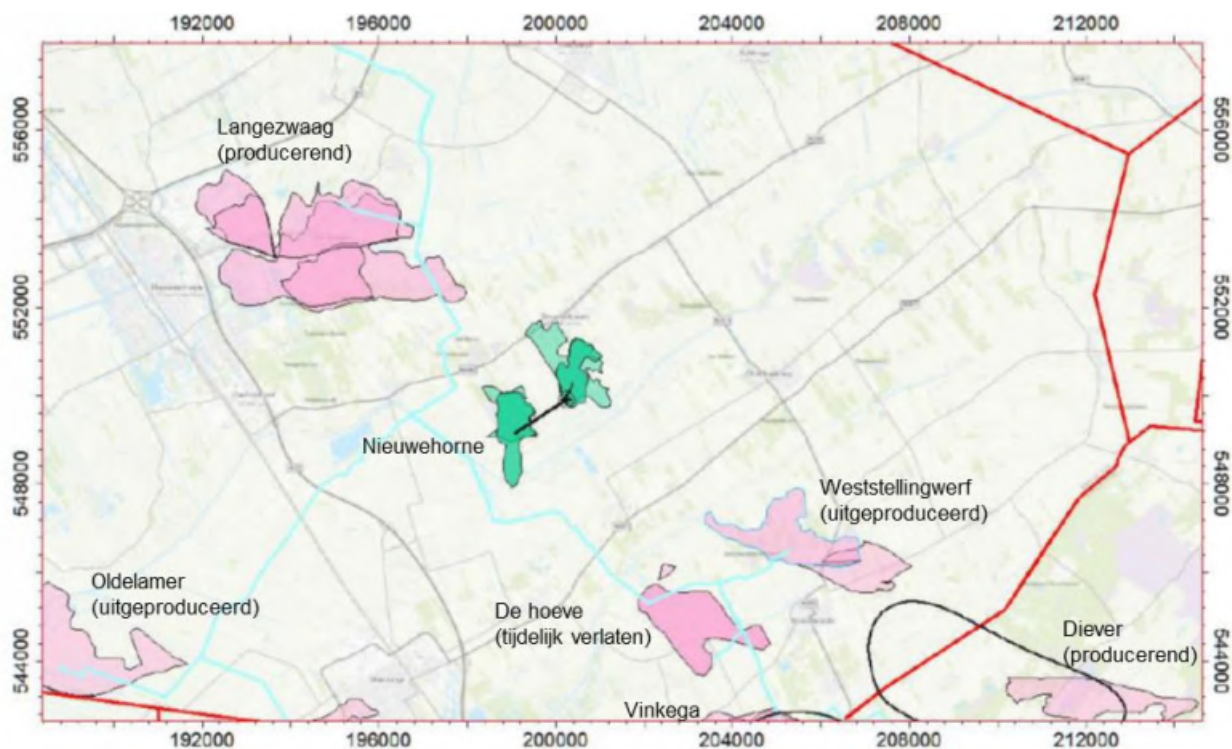 192000 196000 200000 204000 208000 212000
556000
552000
548000
544000
556000
552000
548000
544000
Langezwaag
(producerend)
Nieuwehorne
Weststellingwerf
(uitgeproduceerd)
Oldelamer
(uitgeproduceerd)
De hoeve
(tijdelijk verlaten)
Diever
(producerend)
Vinkega
192000 196000 200000 204000 208000 212000